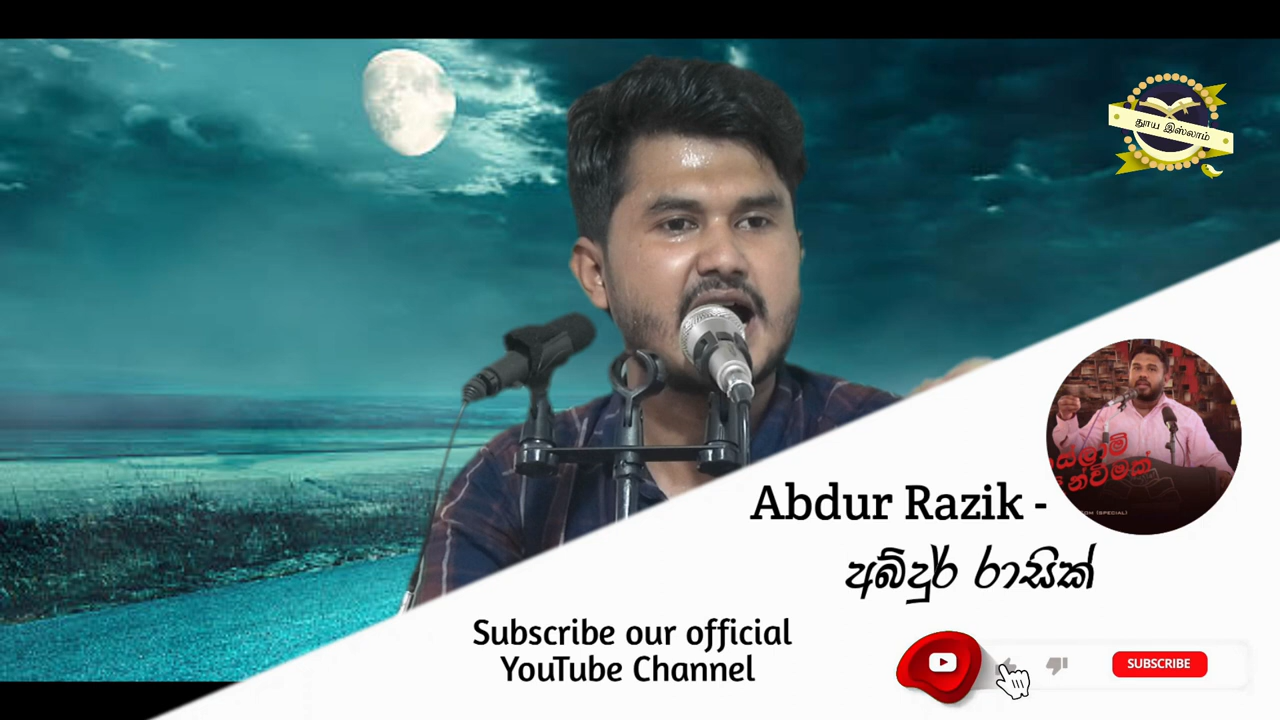 தூய இஸ்லாம்
Abdur Razik -
අබ්දුර් රාසික්
Subscribe our official
YouTube Channel
SUBSCRIBE